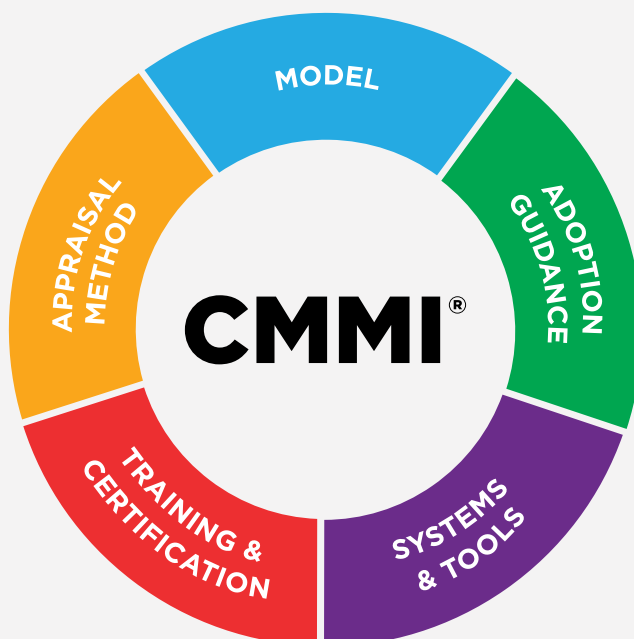 MODEL
ADOPTION
GUIDANCE
SYSTEMS
& TOOLS
TRAINING &
CERTIFICATION
APPRAISAL
METHOD
CMMI®